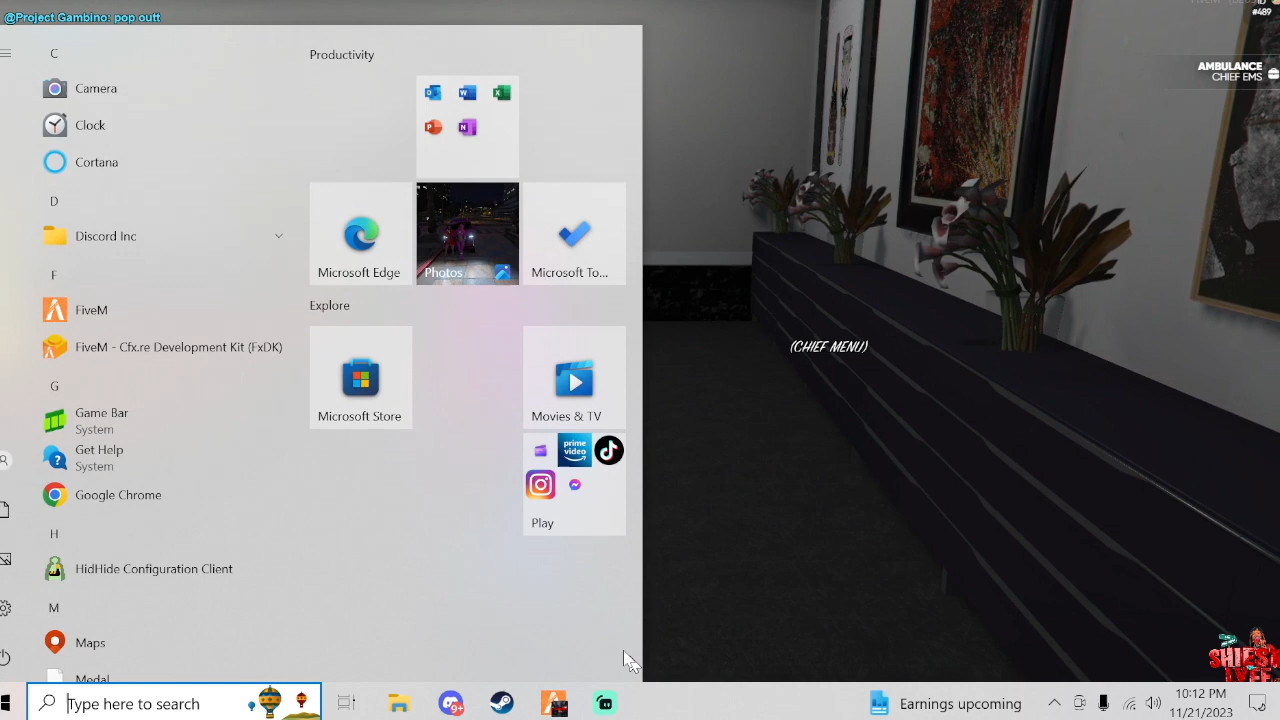 @Project Gambino: pop outt
#489
AMBULANCE
CHIEF EMS
C
Camera
Clock
Cortana
D
Discord Inc
F
FiveM
FiveM - Cfx.re Development Kit (FxDK)
G
Game Bar
System
Get Help
System
Google Chrome
H
HidHide Configuration Client
M
Maps
Medal
Productivity
Microsoft Edge
Photos
Microsoft To...
Explore
Microsoft Store
Movies & TV
prime video
Play
(CHIEF MENU)
Type here to search
9+
Earnings upcoming
10:12 PM
11/21/2023